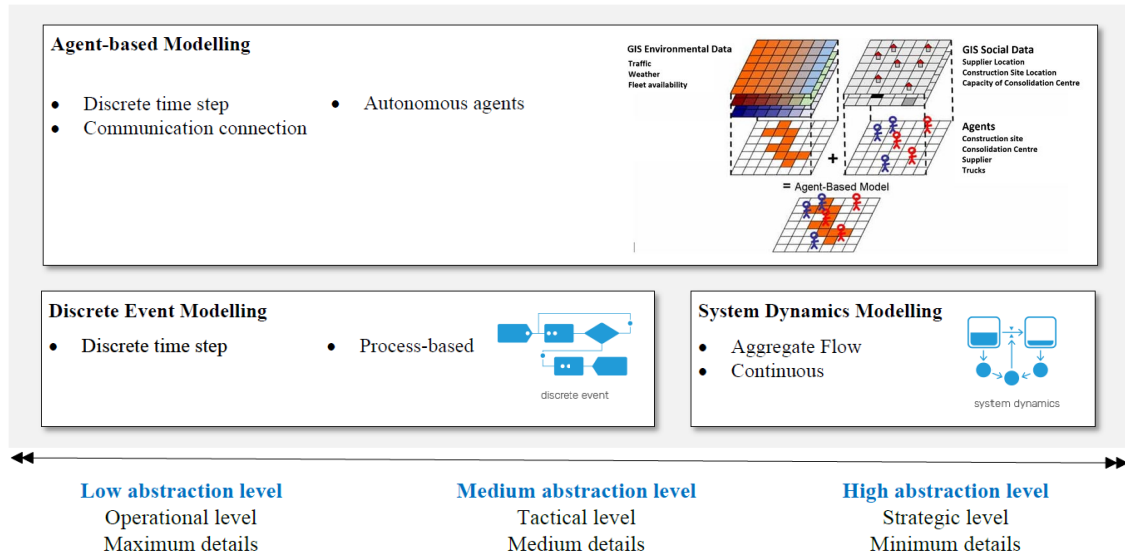 Agent-based Modelling
• Discrete time step
• Autonomous agents
• Communication connection
GIS Environmental Data
Traffic
Weather
Fleet availability
GIS Social Data
Supplier Location
Construction Site Location
Capacity of Consolidation Centre
Agents
Construction site
Consolidation Centre
Supplier
Trucks
+
= Agent-Based Model
Discrete Event Modelling
• Discrete time step
• Process-based
discrete event
System Dynamics Modelling
• Aggregate Flow
• Continuous
system dynamics
Low abstraction level
Operational level
Maximum details
Medium abstraction level
Tactical level
Medium details
High abstraction level
Strategic level
Minimum details